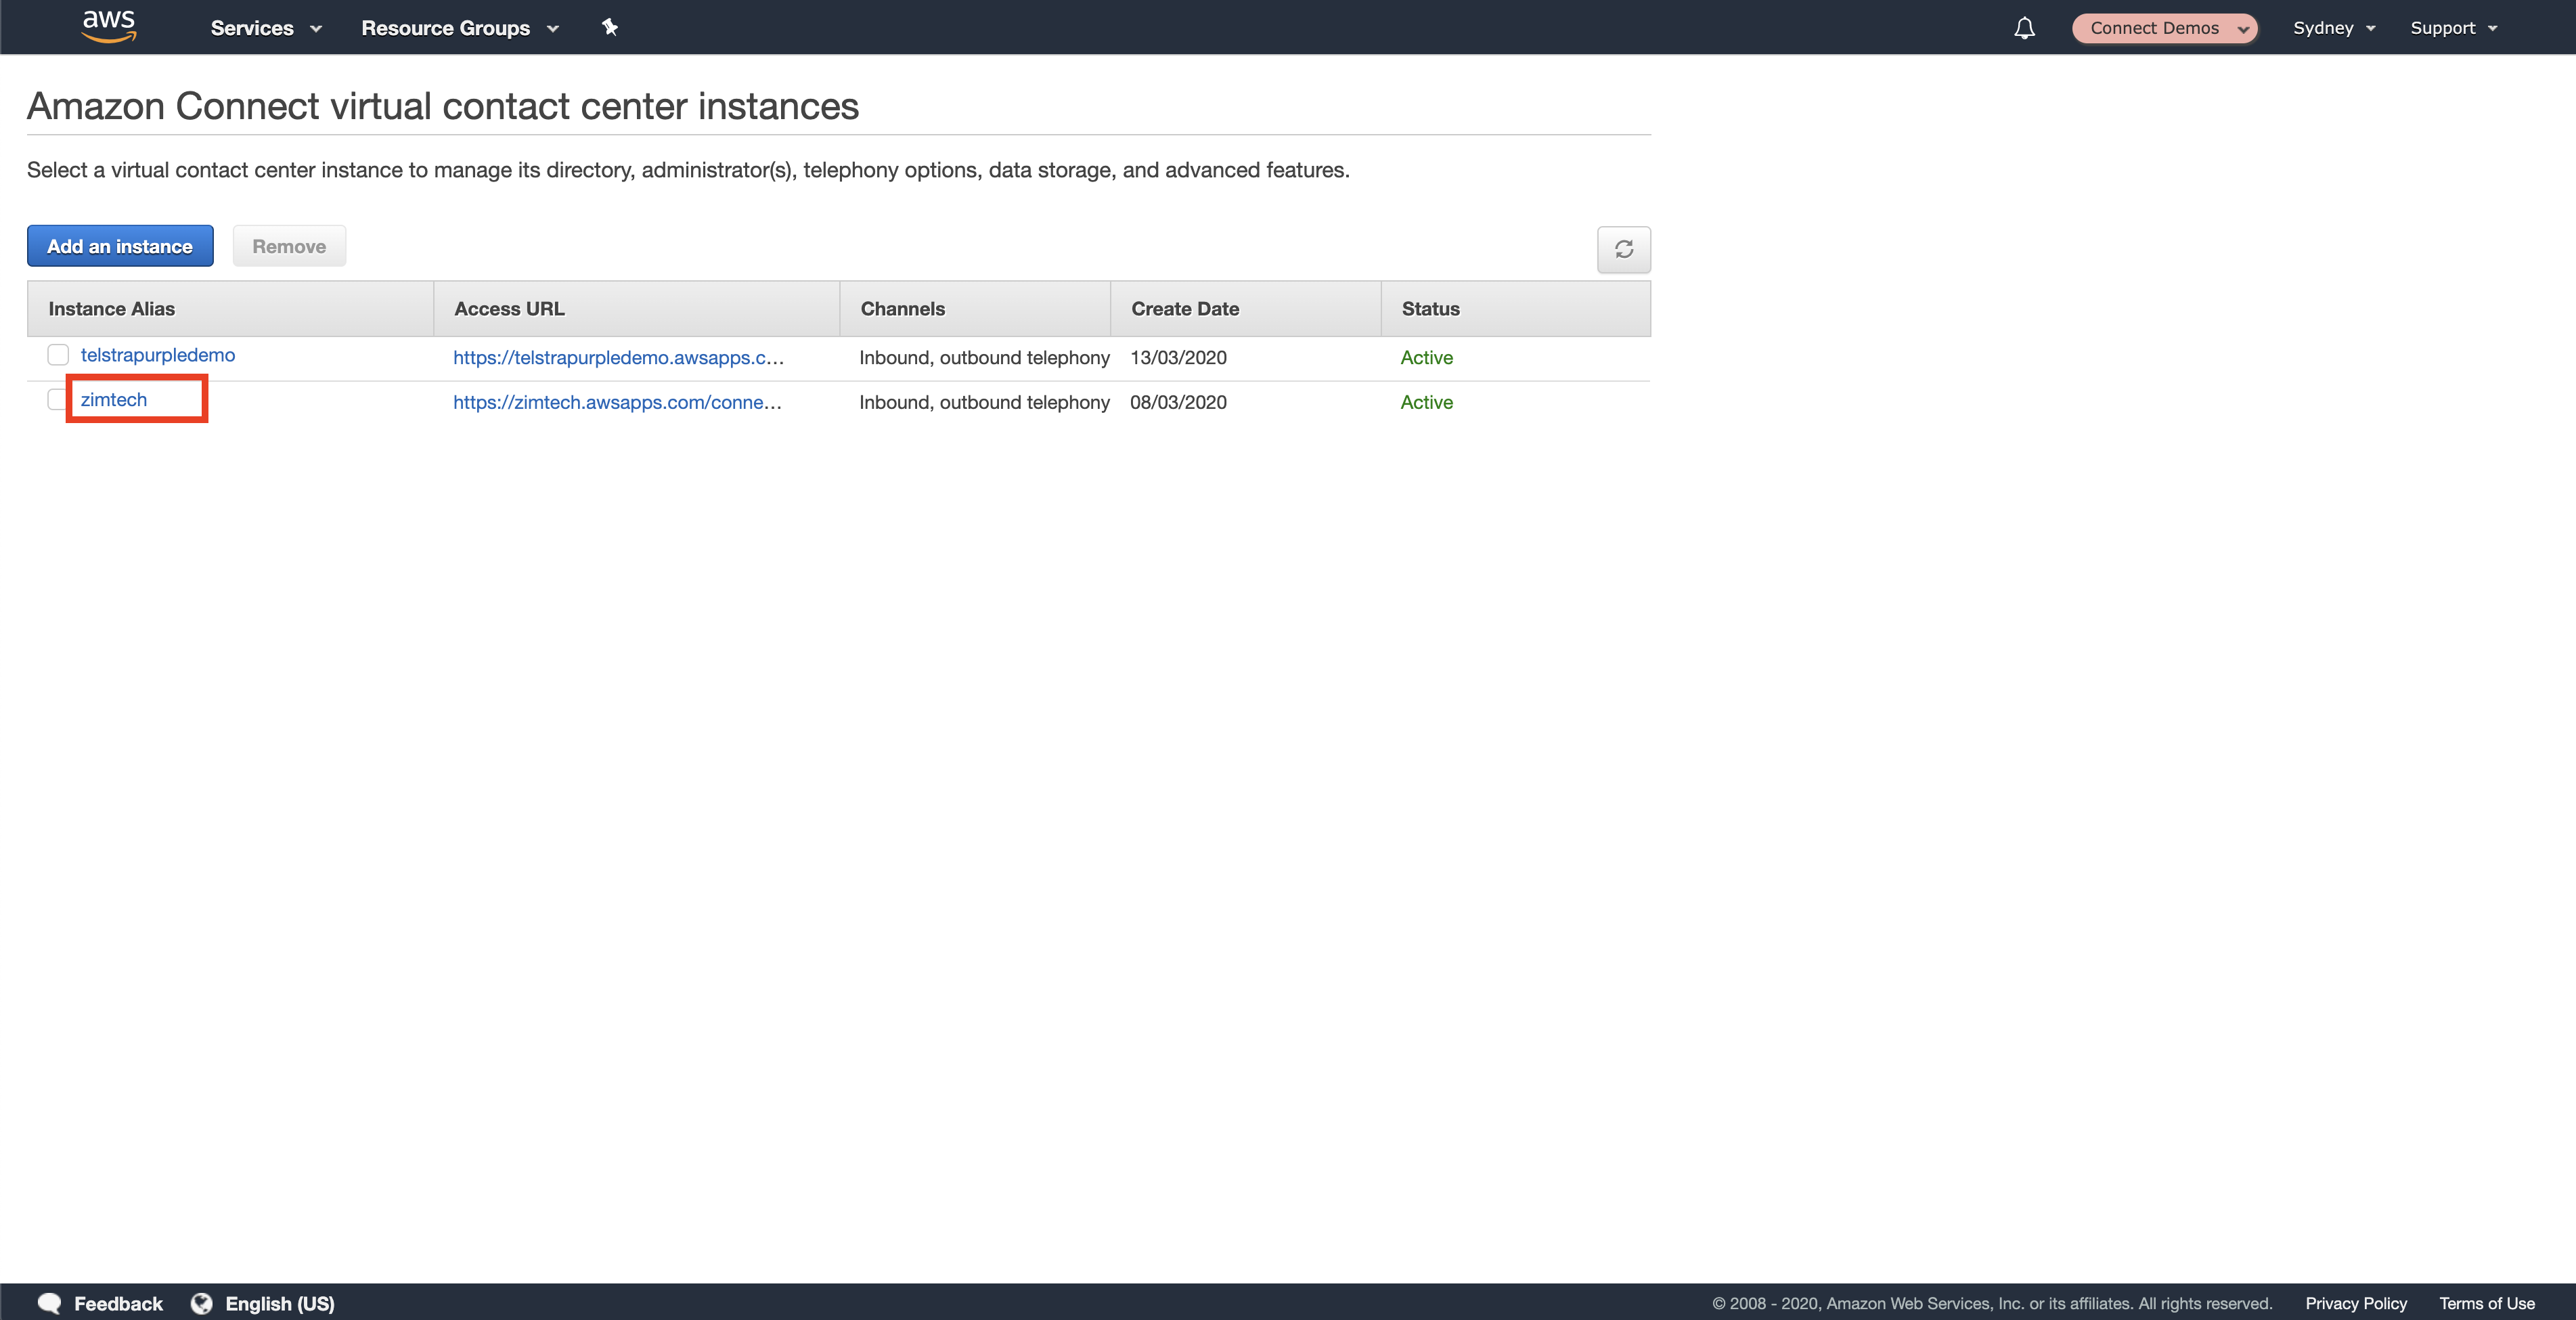 aws Services Resource Groups Connect Demos Sydney Support
Amazon Connect virtual contact center instances
Select a virtual contact center instance to manage its directory, administrator(s), telephony options, data storage, and advanced features.
Add an instance Remove
Instance Alias Access URL Channels Create Date Status
telstrapurpledemo https://telstrapurpledemo.awsapps.c... Inbound, outbound telephony 13/03/2020 Active
zimtech https://zimtech.awsapps.com/conne... Inbound, outbound telephony 08/03/2020 Active
Feedback English (US) © 2008 - 2020, Amazon Web Services, Inc. or its affiliates. All rights reserved. Privacy Policy Terms of Use